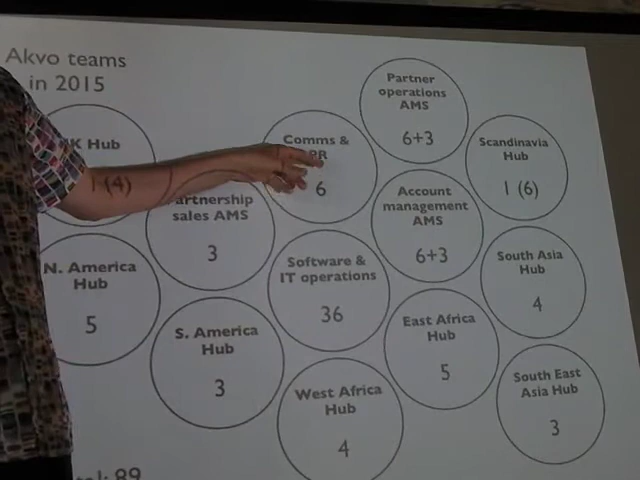 Akvo teams
in 2015
K Hub
1 (4)
Partnership
sales AMS
3
N. America
Hub
5
S. America
Hub
3
Comms &
PR
6
Software &
IT operations
36
West Africa
Hub
4
Partner
operations
AMS
6+3
Account
management
AMS
6+3
East Africa
Hub
5
Scandinavia
Hub
1 (6)
South Asia
Hub
4
South East
Asia Hub
3
89